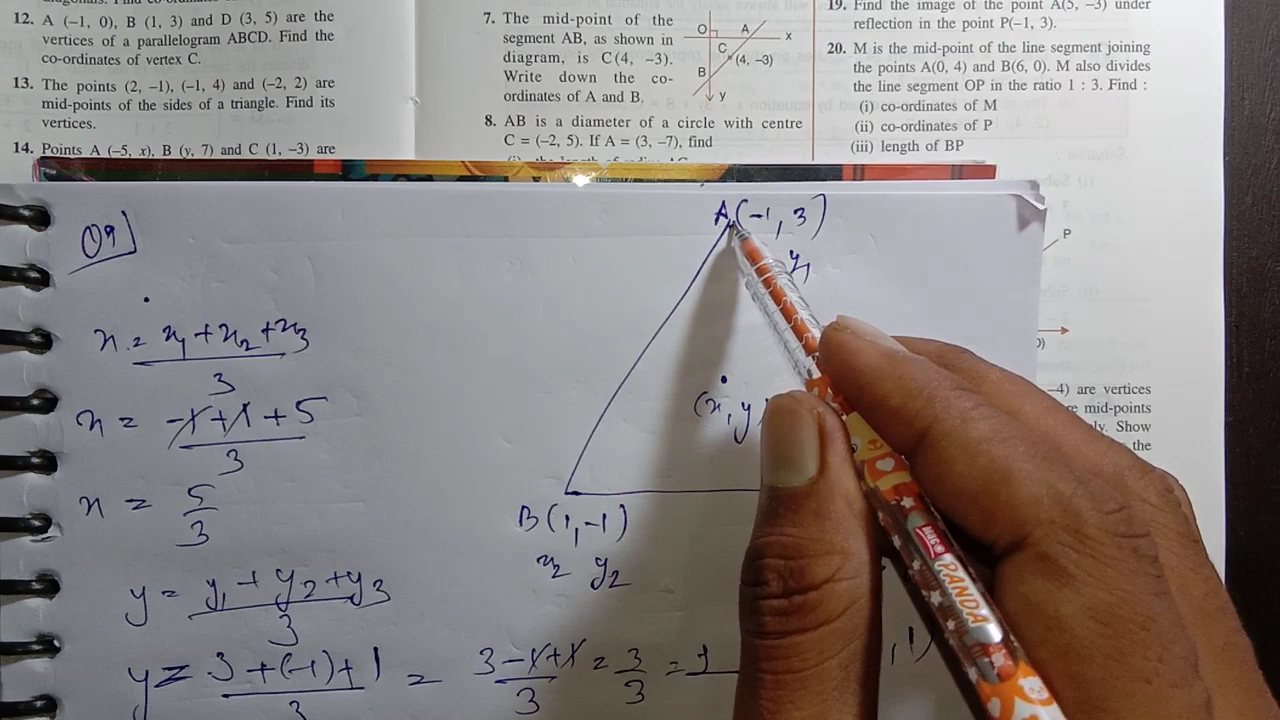 12. A (−1, 0), B (1, 3) and D (3, 5) are the
vertices of a parallelogram ABCD. Find the
co-ordinates of vertex C.
13. The points (2, −1), (−1, 4) and (−2, 2) are
mid-points of the sides of a triangle. Find its
vertices.
14. Points A (−5, x), B (y, 7) and C (1, −3) are
7. The mid-point of the
segment AB, as shown in
diagram, is C(4, −3).
Write down the co-
ordinates of A and B.
O A x
C
(4, −3)
B
y
8. AB is a diameter of a circle with centre
C = (−2, 5). If A = (3, −7), find
19. Find the image of the point A(5, −3) under
reflection in the point P(−1, 3).
20. M is the mid-point of the line segment joining
the points A(0, 4) and B(6, 0). M also divides
the line segment OP in the ratio 1 : 3. Find :
(i) co-ordinates of M
(ii) co-ordinates of P
(iii) length of BP
P
−4) are vertices
mid-points
Show
the
Q9]
x = x1 + x2 + x3
3
x = -1 + 1 + 5
3
x = 5
3
y = y1 + y2 + y3
3
y = 3 + (-1) + 1 = 3 - 1 + 1 = 3 = 1
3 3 3
A (-1, 3)
y1
(x, y
B (1, -1)
x2 y2
, 1)
MUC
PANDA